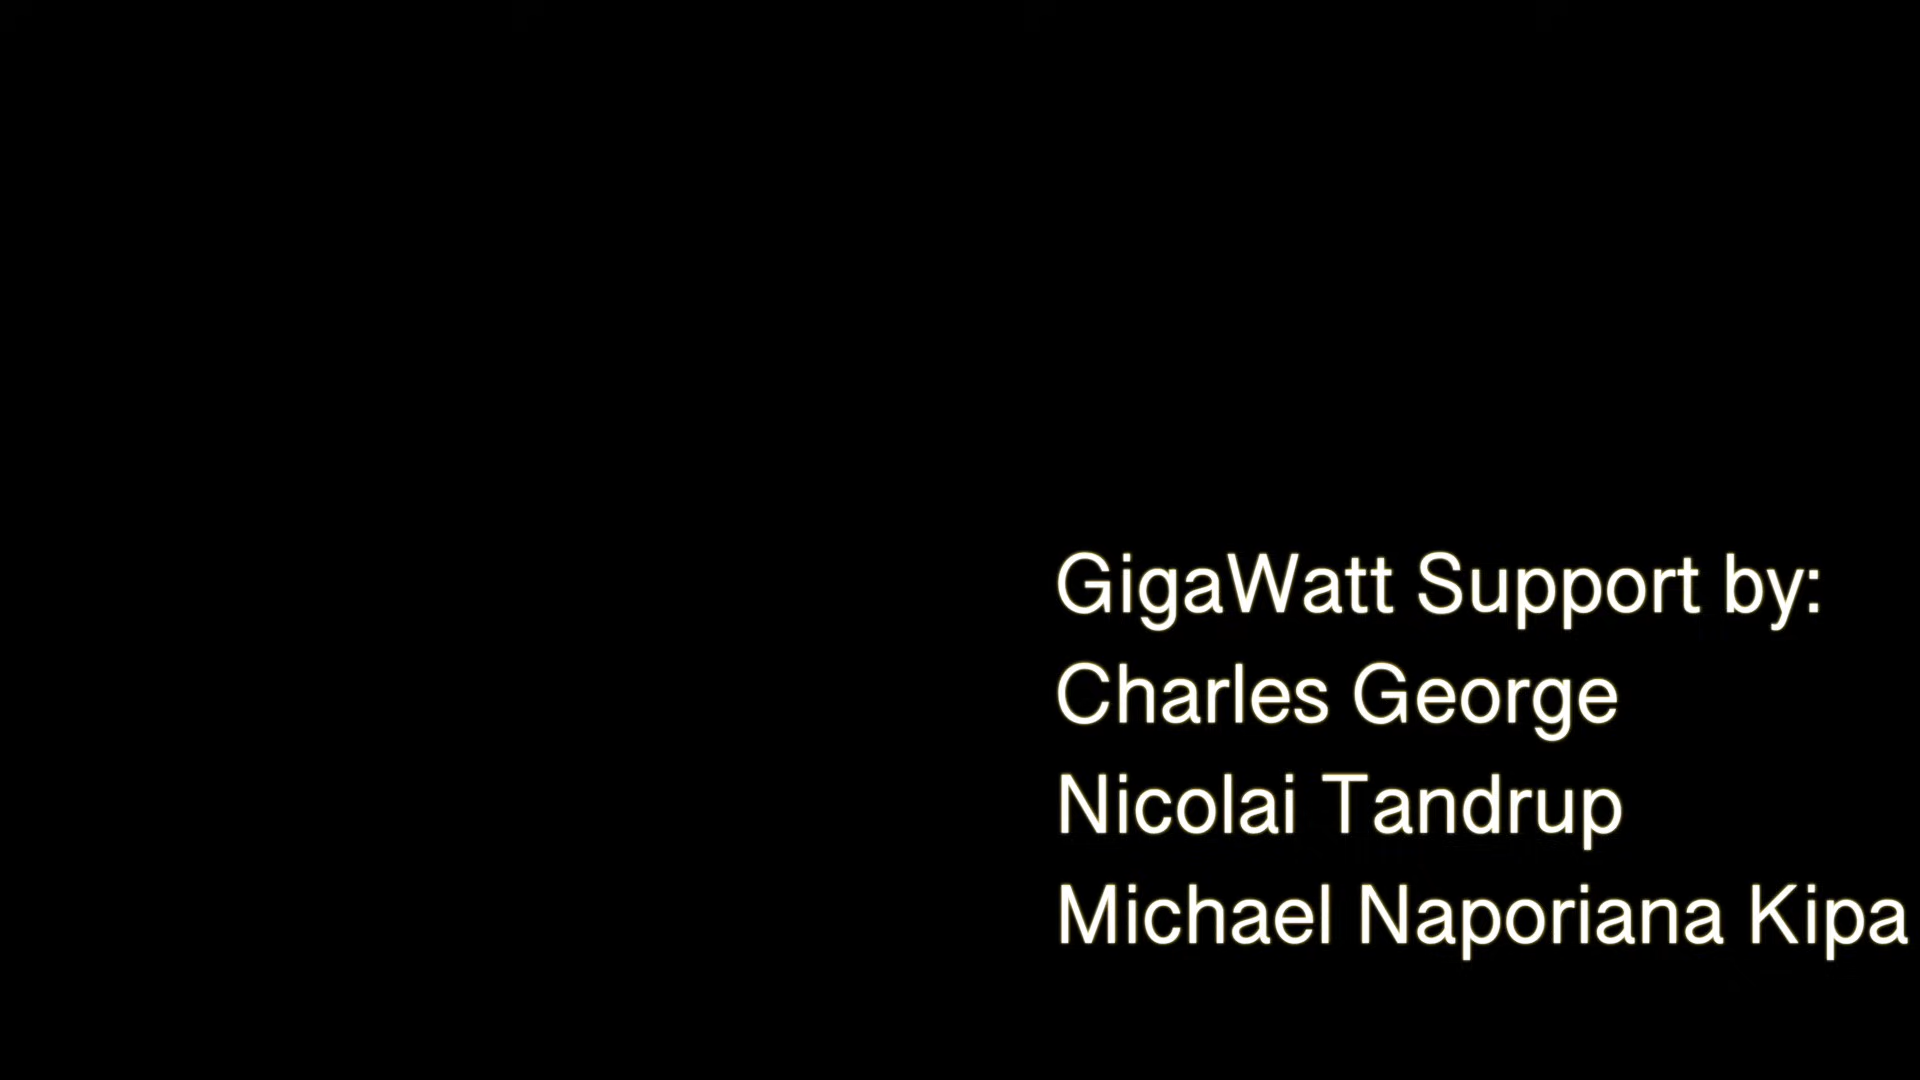 GigaWatt Support by:
Charles George
Nicolai Tandrup
Michael Naporiana Kipa